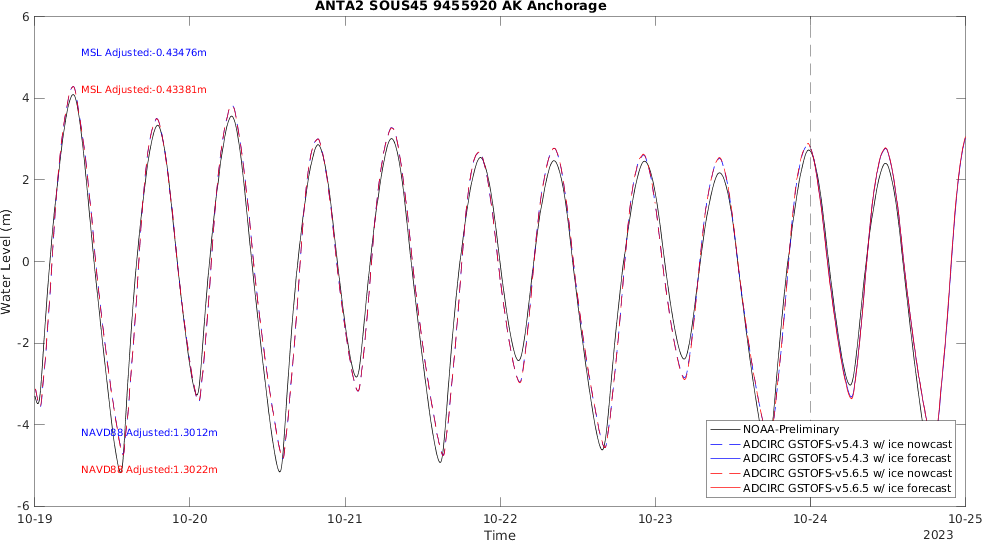 ANTA2 SOUS45 9455920 AK Anchorage
6
MSL Adjusted:-0.43476m
4
MSL Adjusted:-0.43381m
2
0
Water Level (m)
-2
-4
NAVD88 Adjusted:1.3012m
NAVD88 Adjusted:1.3022m
-6
NOAA-Preliminary
ADCIRC GSTOFS-v5.4.3 w/ ice nowcast
ADCIRC GSTOFS-v5.4.3 w/ ice forecast
ADCIRC GSTOFS-v5.6.5 w/ ice nowcast
ADCIRC GSTOFS-v5.6.5 w/ ice forecast
10-19 10-20 10-21 10-22 10-23 10-24 10-25
Time
2023